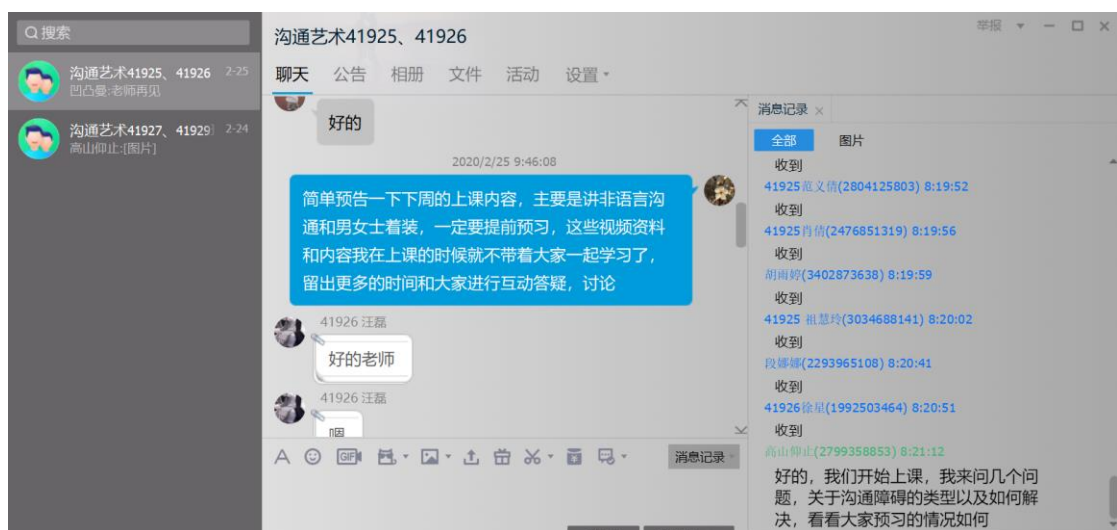 搜索
沟通艺术41925、41926 2-25
凹凸曼:老师再见
沟通艺术41927、41929 2-24
高山仰止:[图片]
举报
沟通艺术41925、41926
聊天 公告 相册 文件 活动 设置
好的
2020/2/25 9:46:08
简单预告一下下周的上课内容，主要是讲非语言沟
通和男女士着装，一定要提前预习，这些视频资料
和内容我在上课的时候就不带着大家一起学习了，
留出更多的时间和大家进行互动答疑，讨论
41926 汪磊
好的老师
41926 汪磊
嗯
GIF
消息记录
消息记录
全部 图片
收到
41925范义倩(2804125803) 8:19:52
收到
41925肖倩(2476851319) 8:19:56
收到
胡雨婷(3402873638) 8:19:59
收到
41925 祖慧玲(3034688141) 8:20:02
收到
段娜娜(2293965108) 8:20:41
收到
41926徐星(1992503464) 8:20:51
收到
高山仰止(2799358853) 8:21:12
好的，我们开始上课，我来问几个问
题，关于沟通障碍的类型以及如何解
决，看看大家预习的情况如何